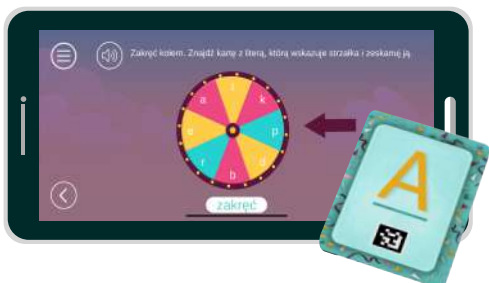 Zakręć kołem. Znajdź kartę z literą, którą wskazuje strzałka i zeskanuj ją.
a
k
e
p
r
d
b
zakręć
A